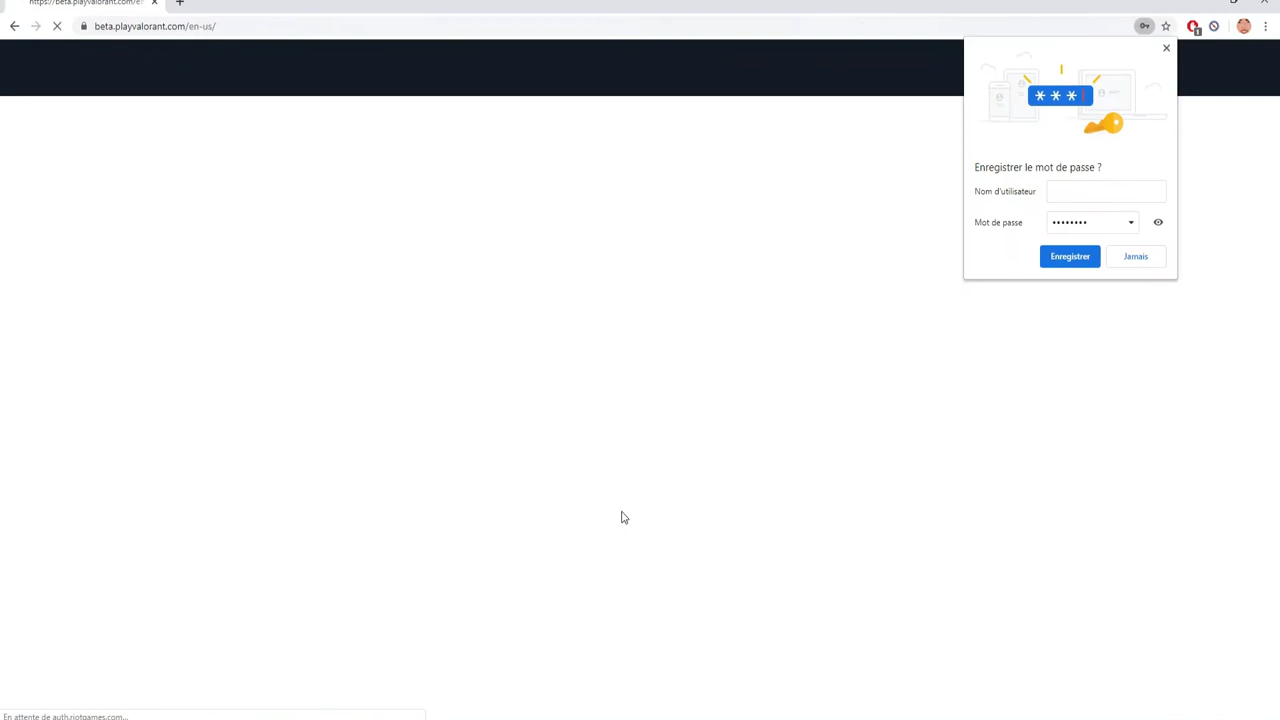 https://beta.playvalorant.com/e
beta.playvalorant.com/en-us/
1
* * *
Enregistrer le mot de passe ?
Nom d'utilisateur
Mot de passe ••••••••
Enregistrer Jamais
En attente de auth.riotgames.com...